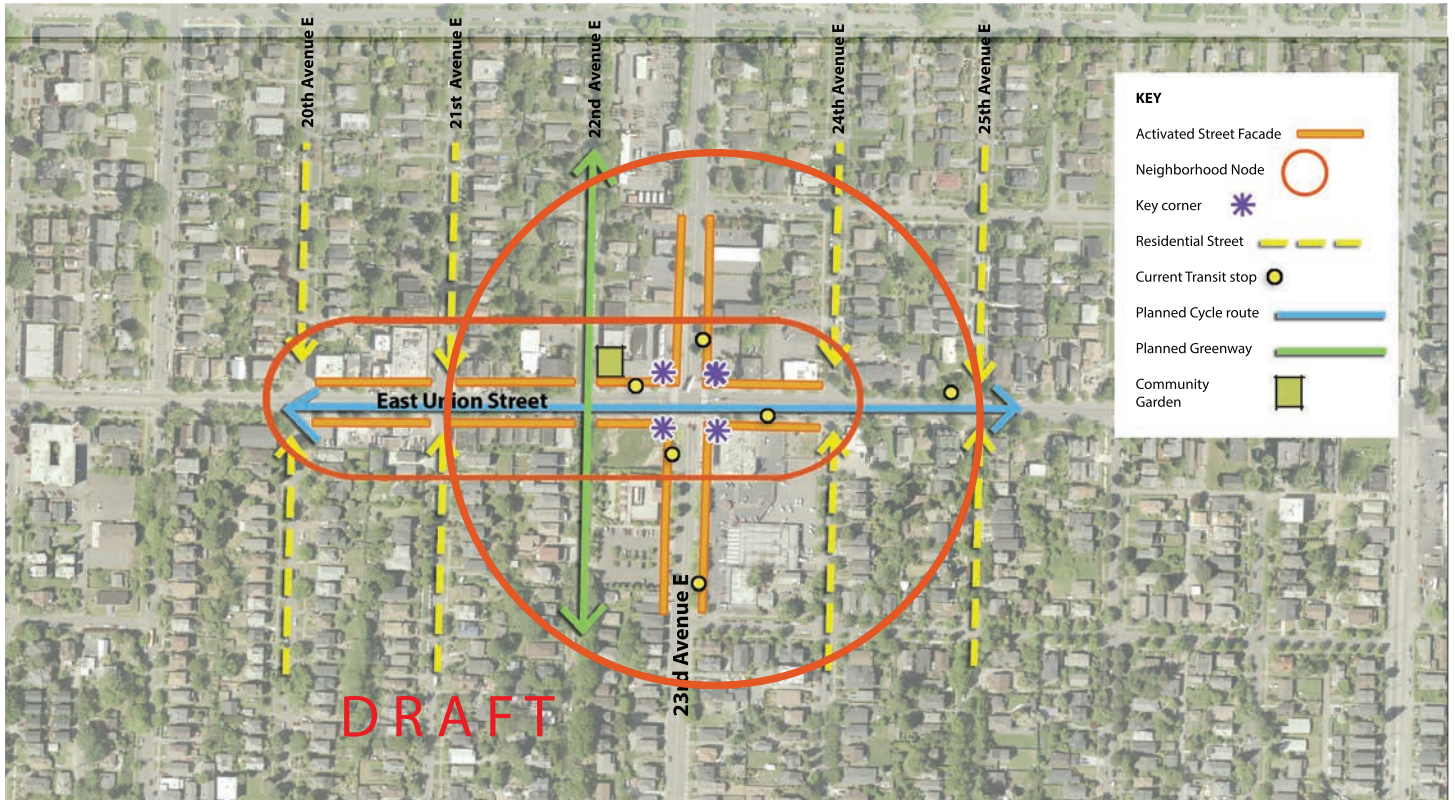 20th Avenue E
21st Avenue E
22nd Avenue E
24th Avenue E
25th Avenue E
KEY
Activated Street Facade
Neighborhood Node
Key corner
Residential Street
Current Transit stop
Planned Cycle route
Planned Greenway
Community
Garden
East Union Street
23rd Avenue E
DRAFT